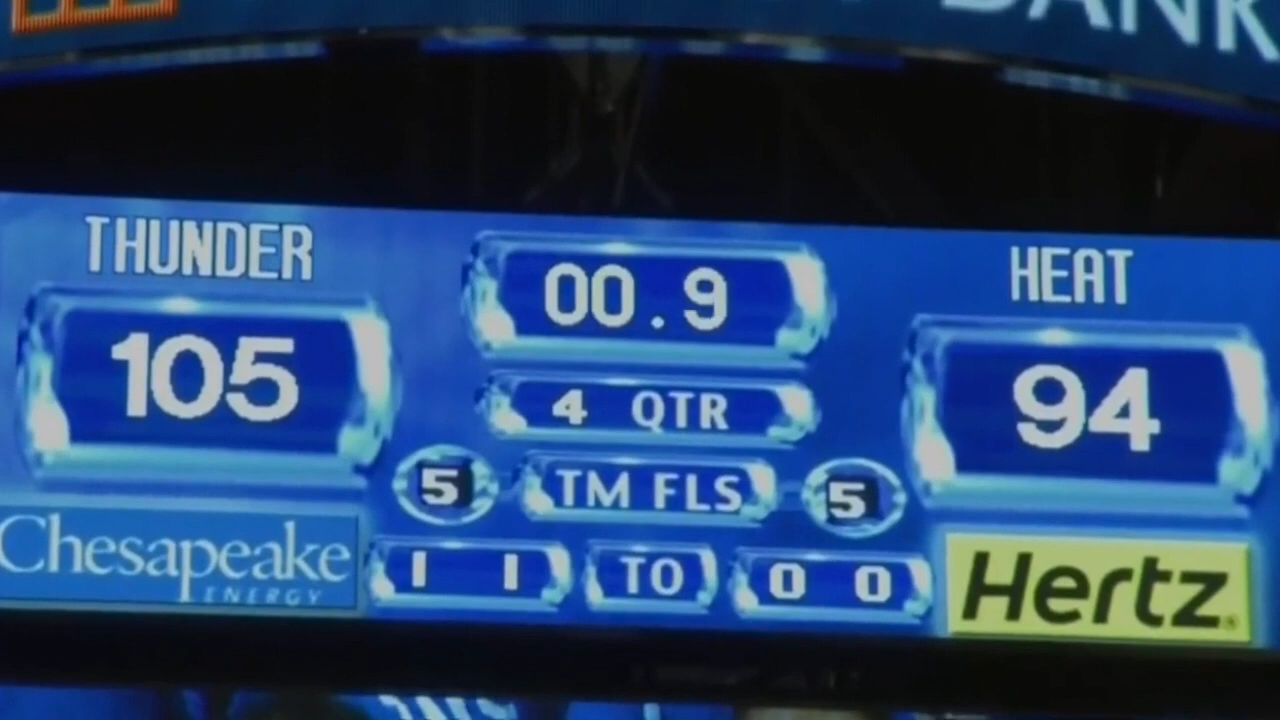 BANK
THUNDER
00.9
HEAT
105
4 QTR
94
5
TM FLS
5
Chesapeake
ENERGY
1 1
TO
0 0
Hertz